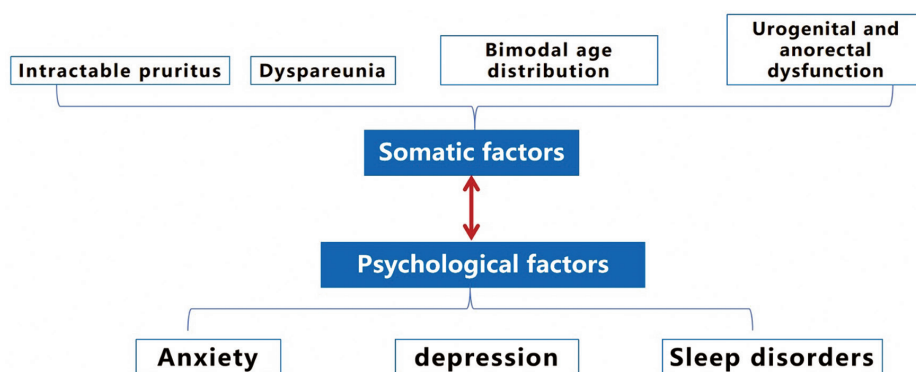 Intractable pruritus
Dyspareunia
Bimodal age
distribution
Urogenital and
anorectal
dysfunction
Somatic factors
Psychological factors
Anxiety
depression
Sleep disorders